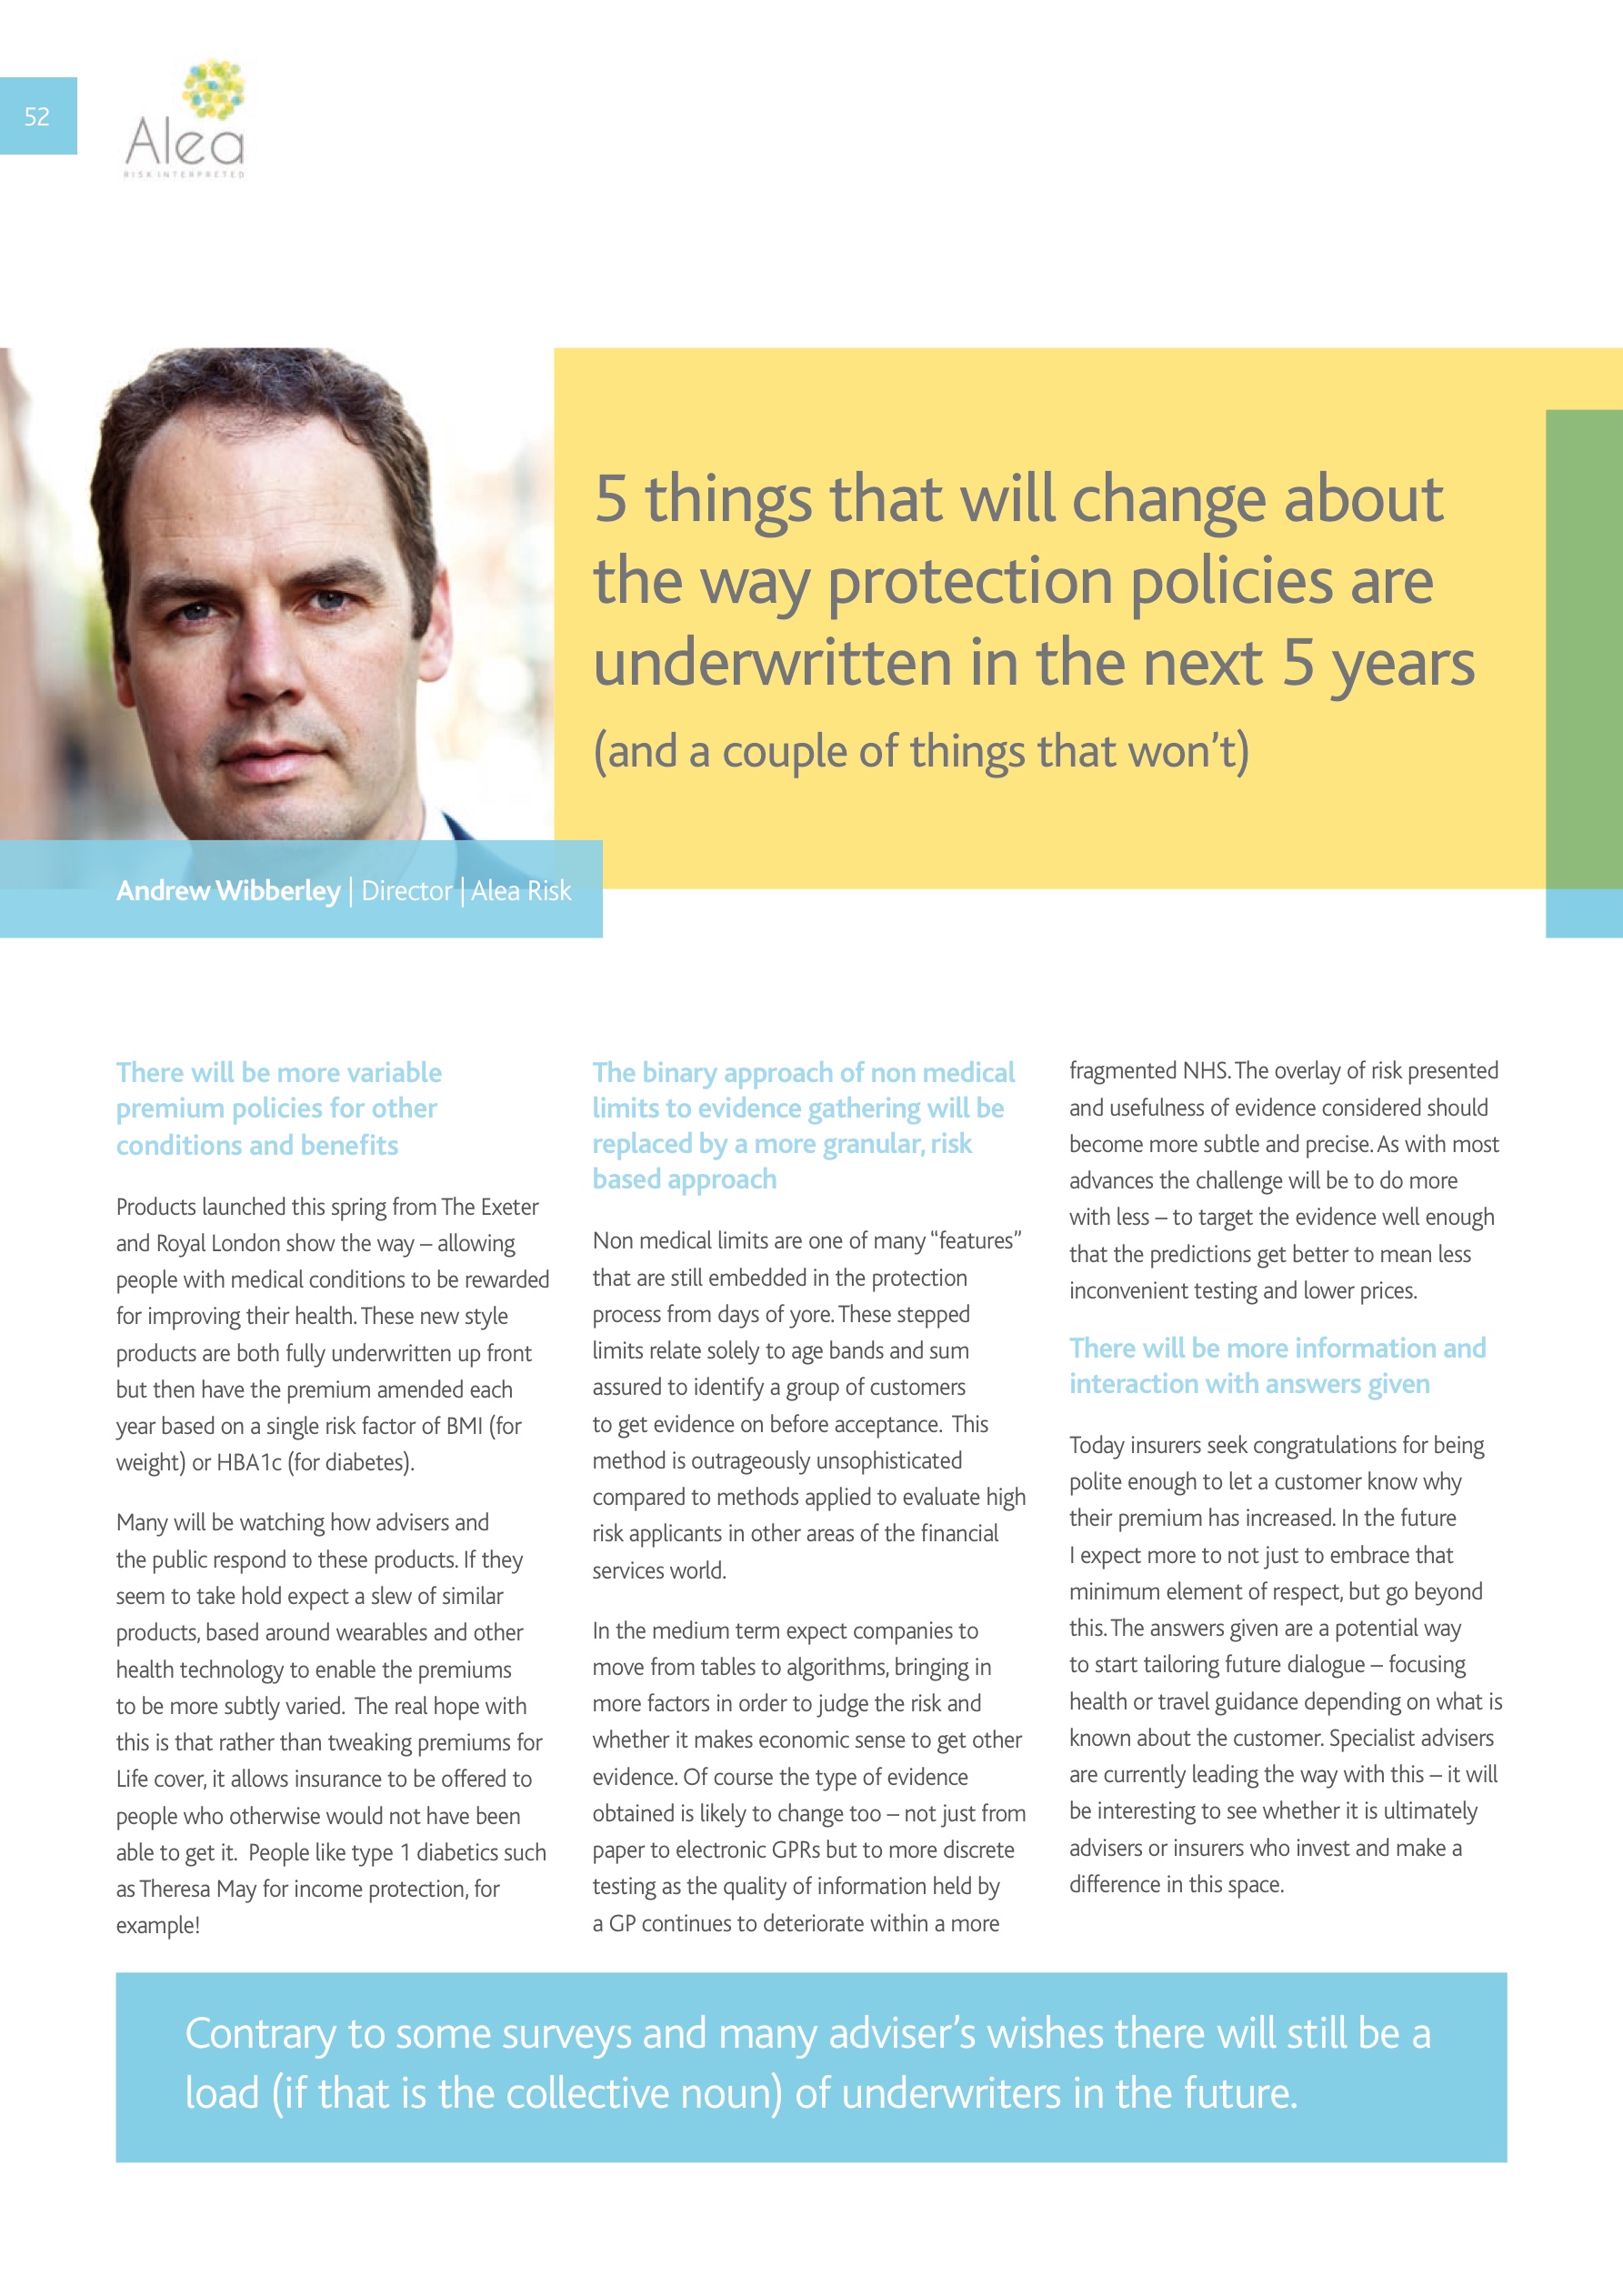 52
Alea
RISK INTERPRETED
5 things that will change about
the way protection policies are
underwritten in the next 5 years
(and a couple of things that won't)
Andrew Wibberley | Director | Alea Risk
There will be more variable
premium policies for other
conditions and benefits
Products launched this spring from The Exeter
and Royal London show the way – allowing
people with medical conditions to be rewarded
for improving their health. These new style
products are both fully underwritten up front
but then have the premium amended each
year based on a single risk factor of BMI (for
weight) or HBA1c (for diabetes).
Many will be watching how advisers and
the public respond to these products. If they
seem to take hold expect a slew of similar
products, based around wearables and other
health technology to enable the premiums
to be more subtly varied.  The real hope with
this is that rather than tweaking premiums for
Life cover, it allows insurance to be offered to
people who otherwise would not have been
able to get it.  People like type 1 diabetics such
as Theresa May for income protection, for
example!
The binary approach of non medical
limits to evidence gathering will be
replaced by a more granular, risk
based approach
Non medical limits are one of many “features”
that are still embedded in the protection
process from days of yore. These stepped
limits relate solely to age bands and sum
assured to identify a group of customers
to get evidence on before acceptance.  This
method is outrageously unsophisticated
compared to methods applied to evaluate high
risk applicants in other areas of the financial
services world.
In the medium term expect companies to
move from tables to algorithms, bringing in
more factors in order to judge the risk and
whether it makes economic sense to get other
evidence. Of course the type of evidence
obtained is likely to change too – not just from
paper to electronic GPRs but to more discrete
testing as the quality of information held by
a GP continues to deteriorate within a more
fragmented NHS. The overlay of risk presented
and usefulness of evidence considered should
become more subtle and precise. As with most
advances the challenge will be to do more
with less – to target the evidence well enough
that the predictions get better to mean less
inconvenient testing and lower prices.
There will be more information and
interaction with answers given
Today insurers seek congratulations for being
polite enough to let a customer know why
their premium has increased. In the future
I expect more to not just to embrace that
minimum element of respect, but go beyond
this. The answers given are a potential way
to start tailoring future dialogue – focusing
health or travel guidance depending on what is
known about the customer. Specialist advisers
are currently leading the way with this – it will
be interesting to see whether it is ultimately
advisers or insurers who invest and make a
difference in this space.
Contrary to some surveys and many adviser’s wishes there will still be a
load (if that is the collective noun) of underwriters in the future.